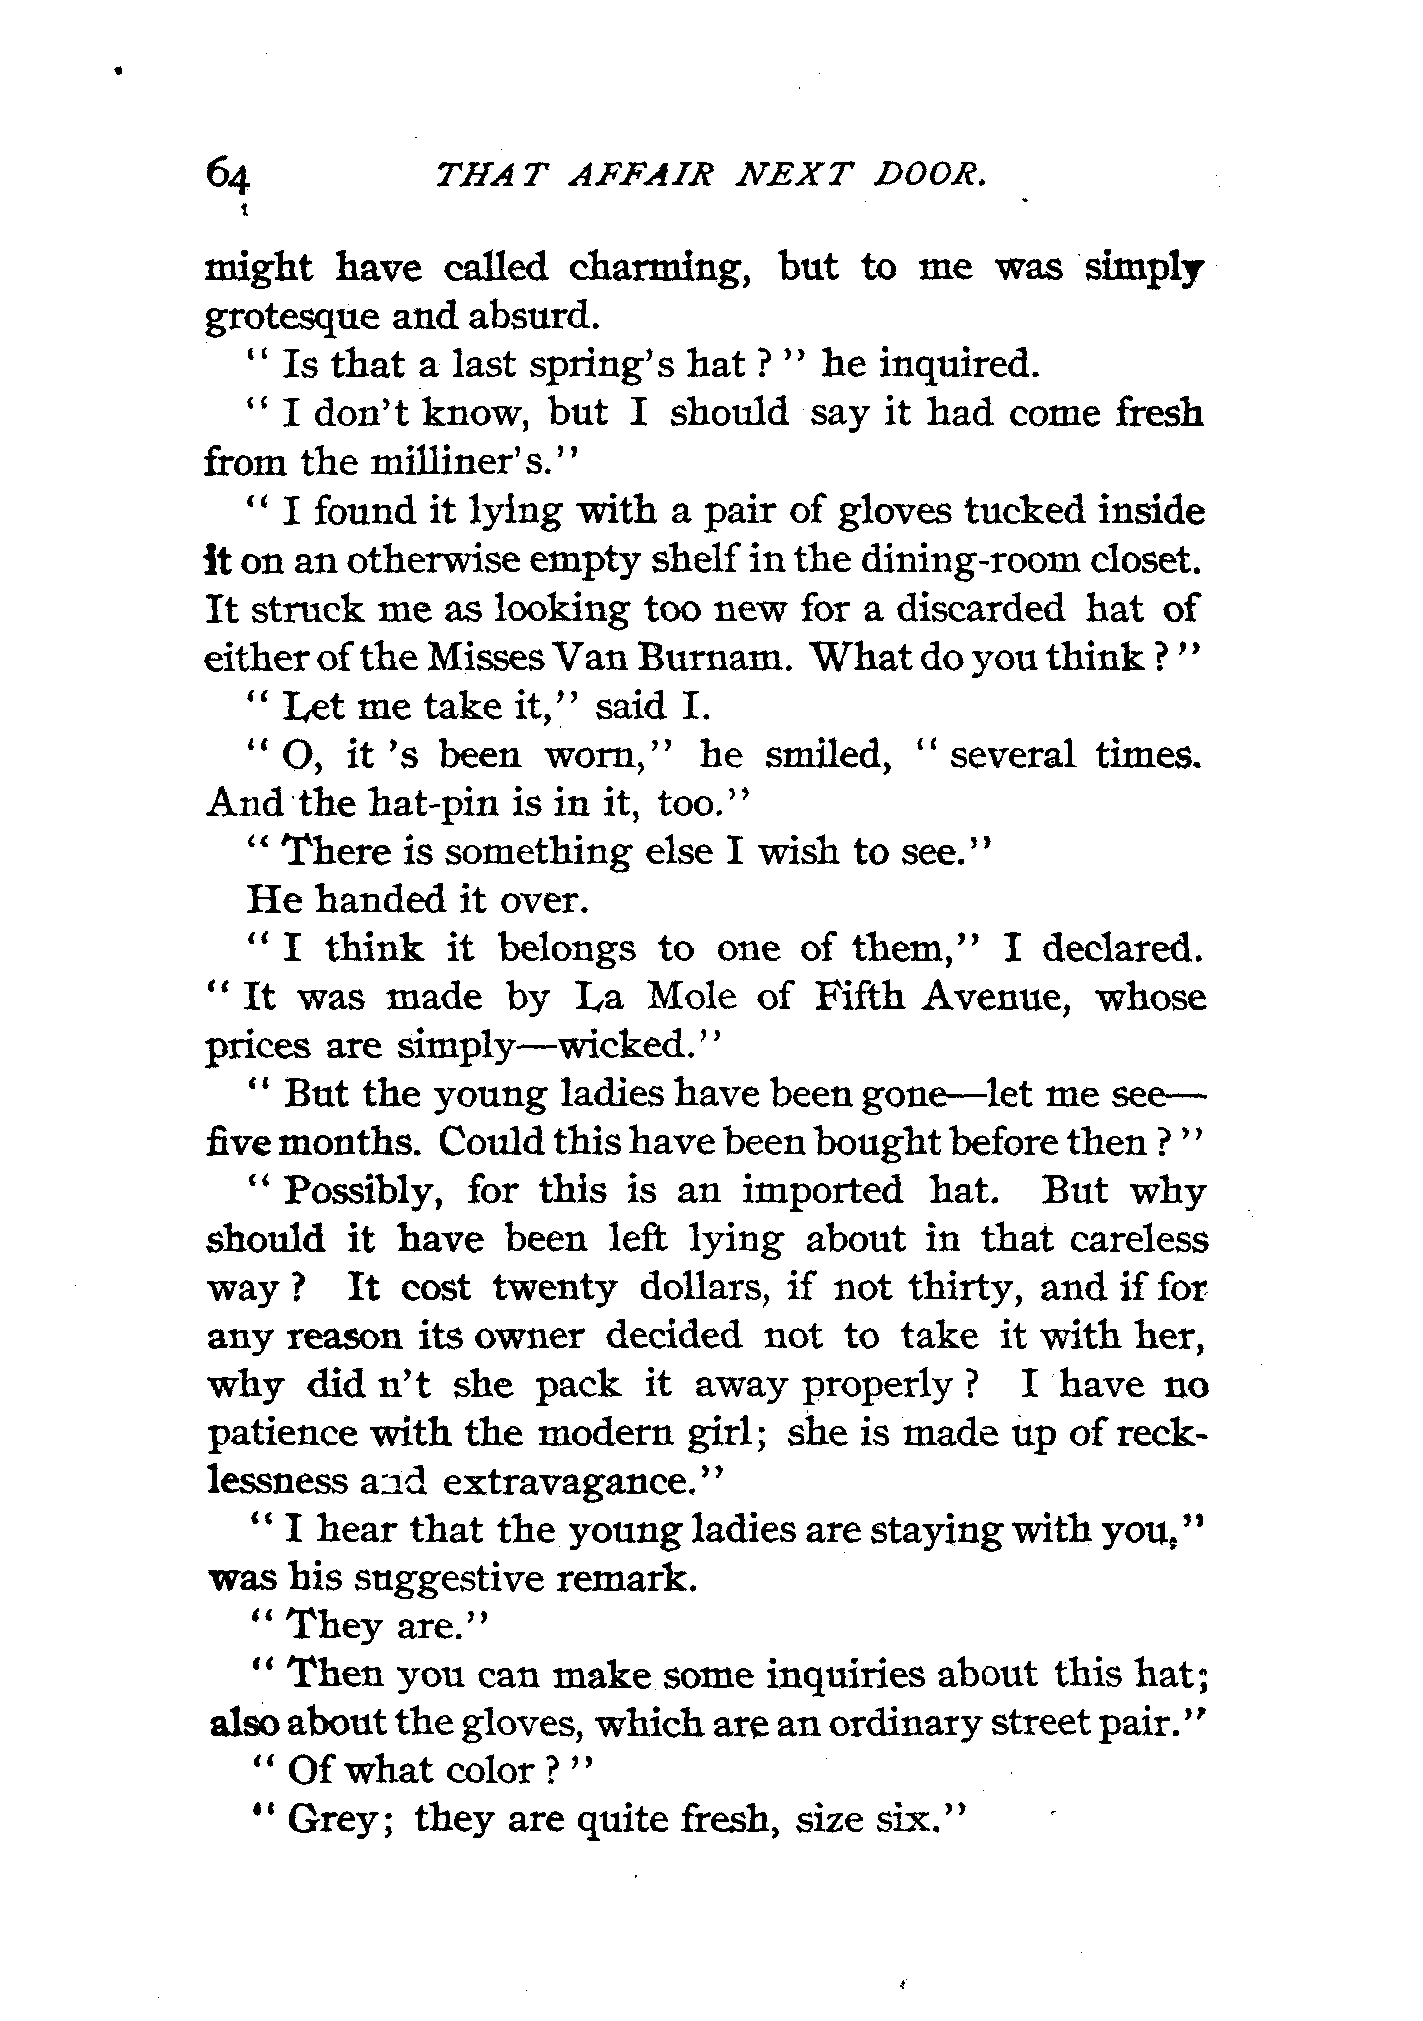 64 THAT AFFAIR NEXT DOOR.
might have called charming, but to me was simply
grotesque and absurd.
" Is that a last spring's hat ? " he inquired.
" I don't know, but I should say it had come fresh
from the milliner's."
" I found it lying with a pair of gloves tucked inside
it on an otherwise empty shelf in the dining-room closet.
It struck me as looking too new for a discarded hat of
either of the Misses Van Burnam. What do you think ? "
" Let me take it," said I.
" O, it 's been worn," he smiled, " several times.
And the hat-pin is in it, too."
" There is something else I wish to see."
He handed it over.
" I think it belongs to one of them," I declared.
" It was made by La Mole of Fifth Avenue, whose
prices are simply—wicked."
" But the young ladies have been gone—let me see—
five months. Could this have been bought before then ? "
" Possibly, for this is an imported hat. But why
should it have been left lying about in that careless
way ? It cost twenty dollars, if not thirty, and if for
any reason its owner decided not to take it with her,
why did n't she pack it away properly ? I have no
patience with the modern girl; she is made up of reck-
lessness and extravagance."
" I hear that the young ladies are staying with you,"
was his suggestive remark.
" They are."
" Then you can make some inquiries about this hat;
also about the gloves, which are an ordinary street pair."
" Of what color ? "
" Grey; they are quite fresh, size six."